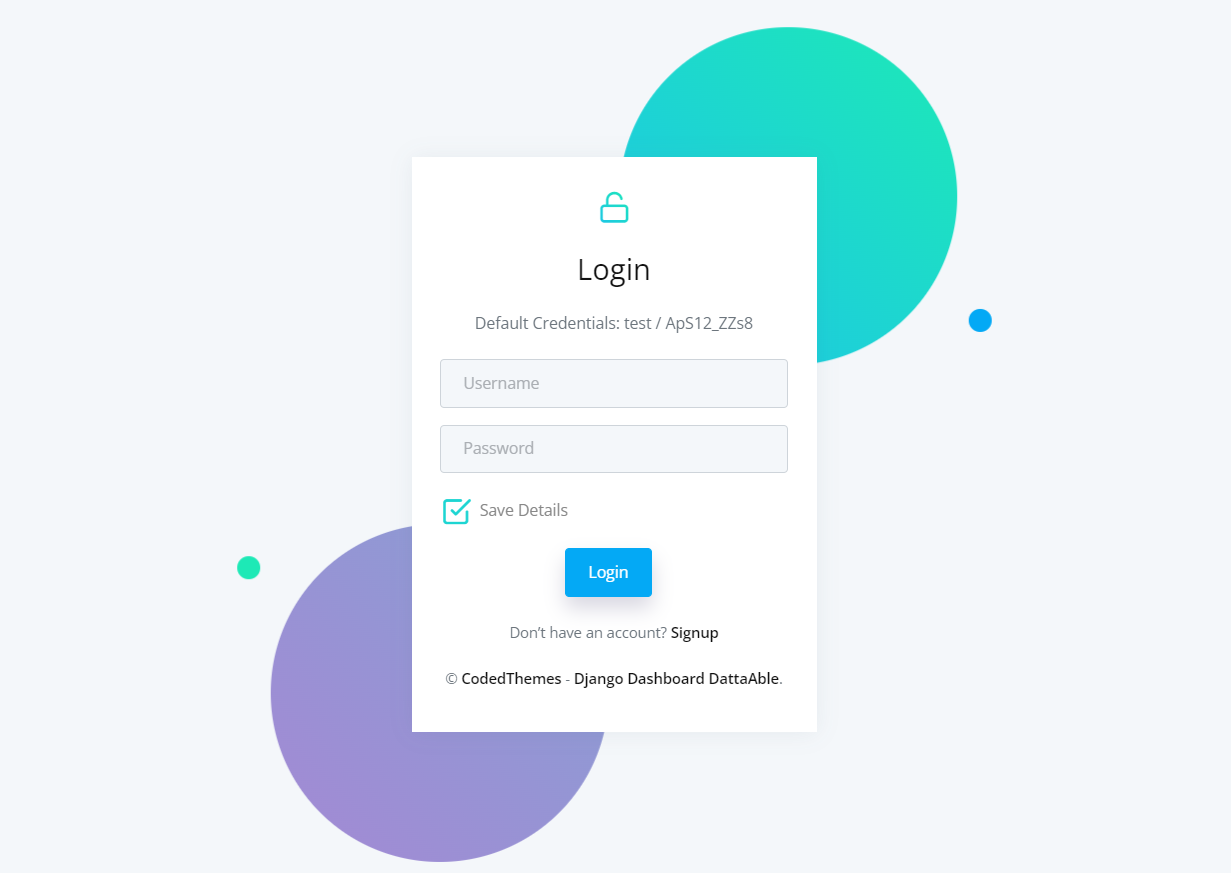 Login
Default Credentials: test / ApS12_ZZs8
Username
Password
Save Details
Login
Don’t have an account? Signup
© CodedThemes - Django Dashboard DattaAble.